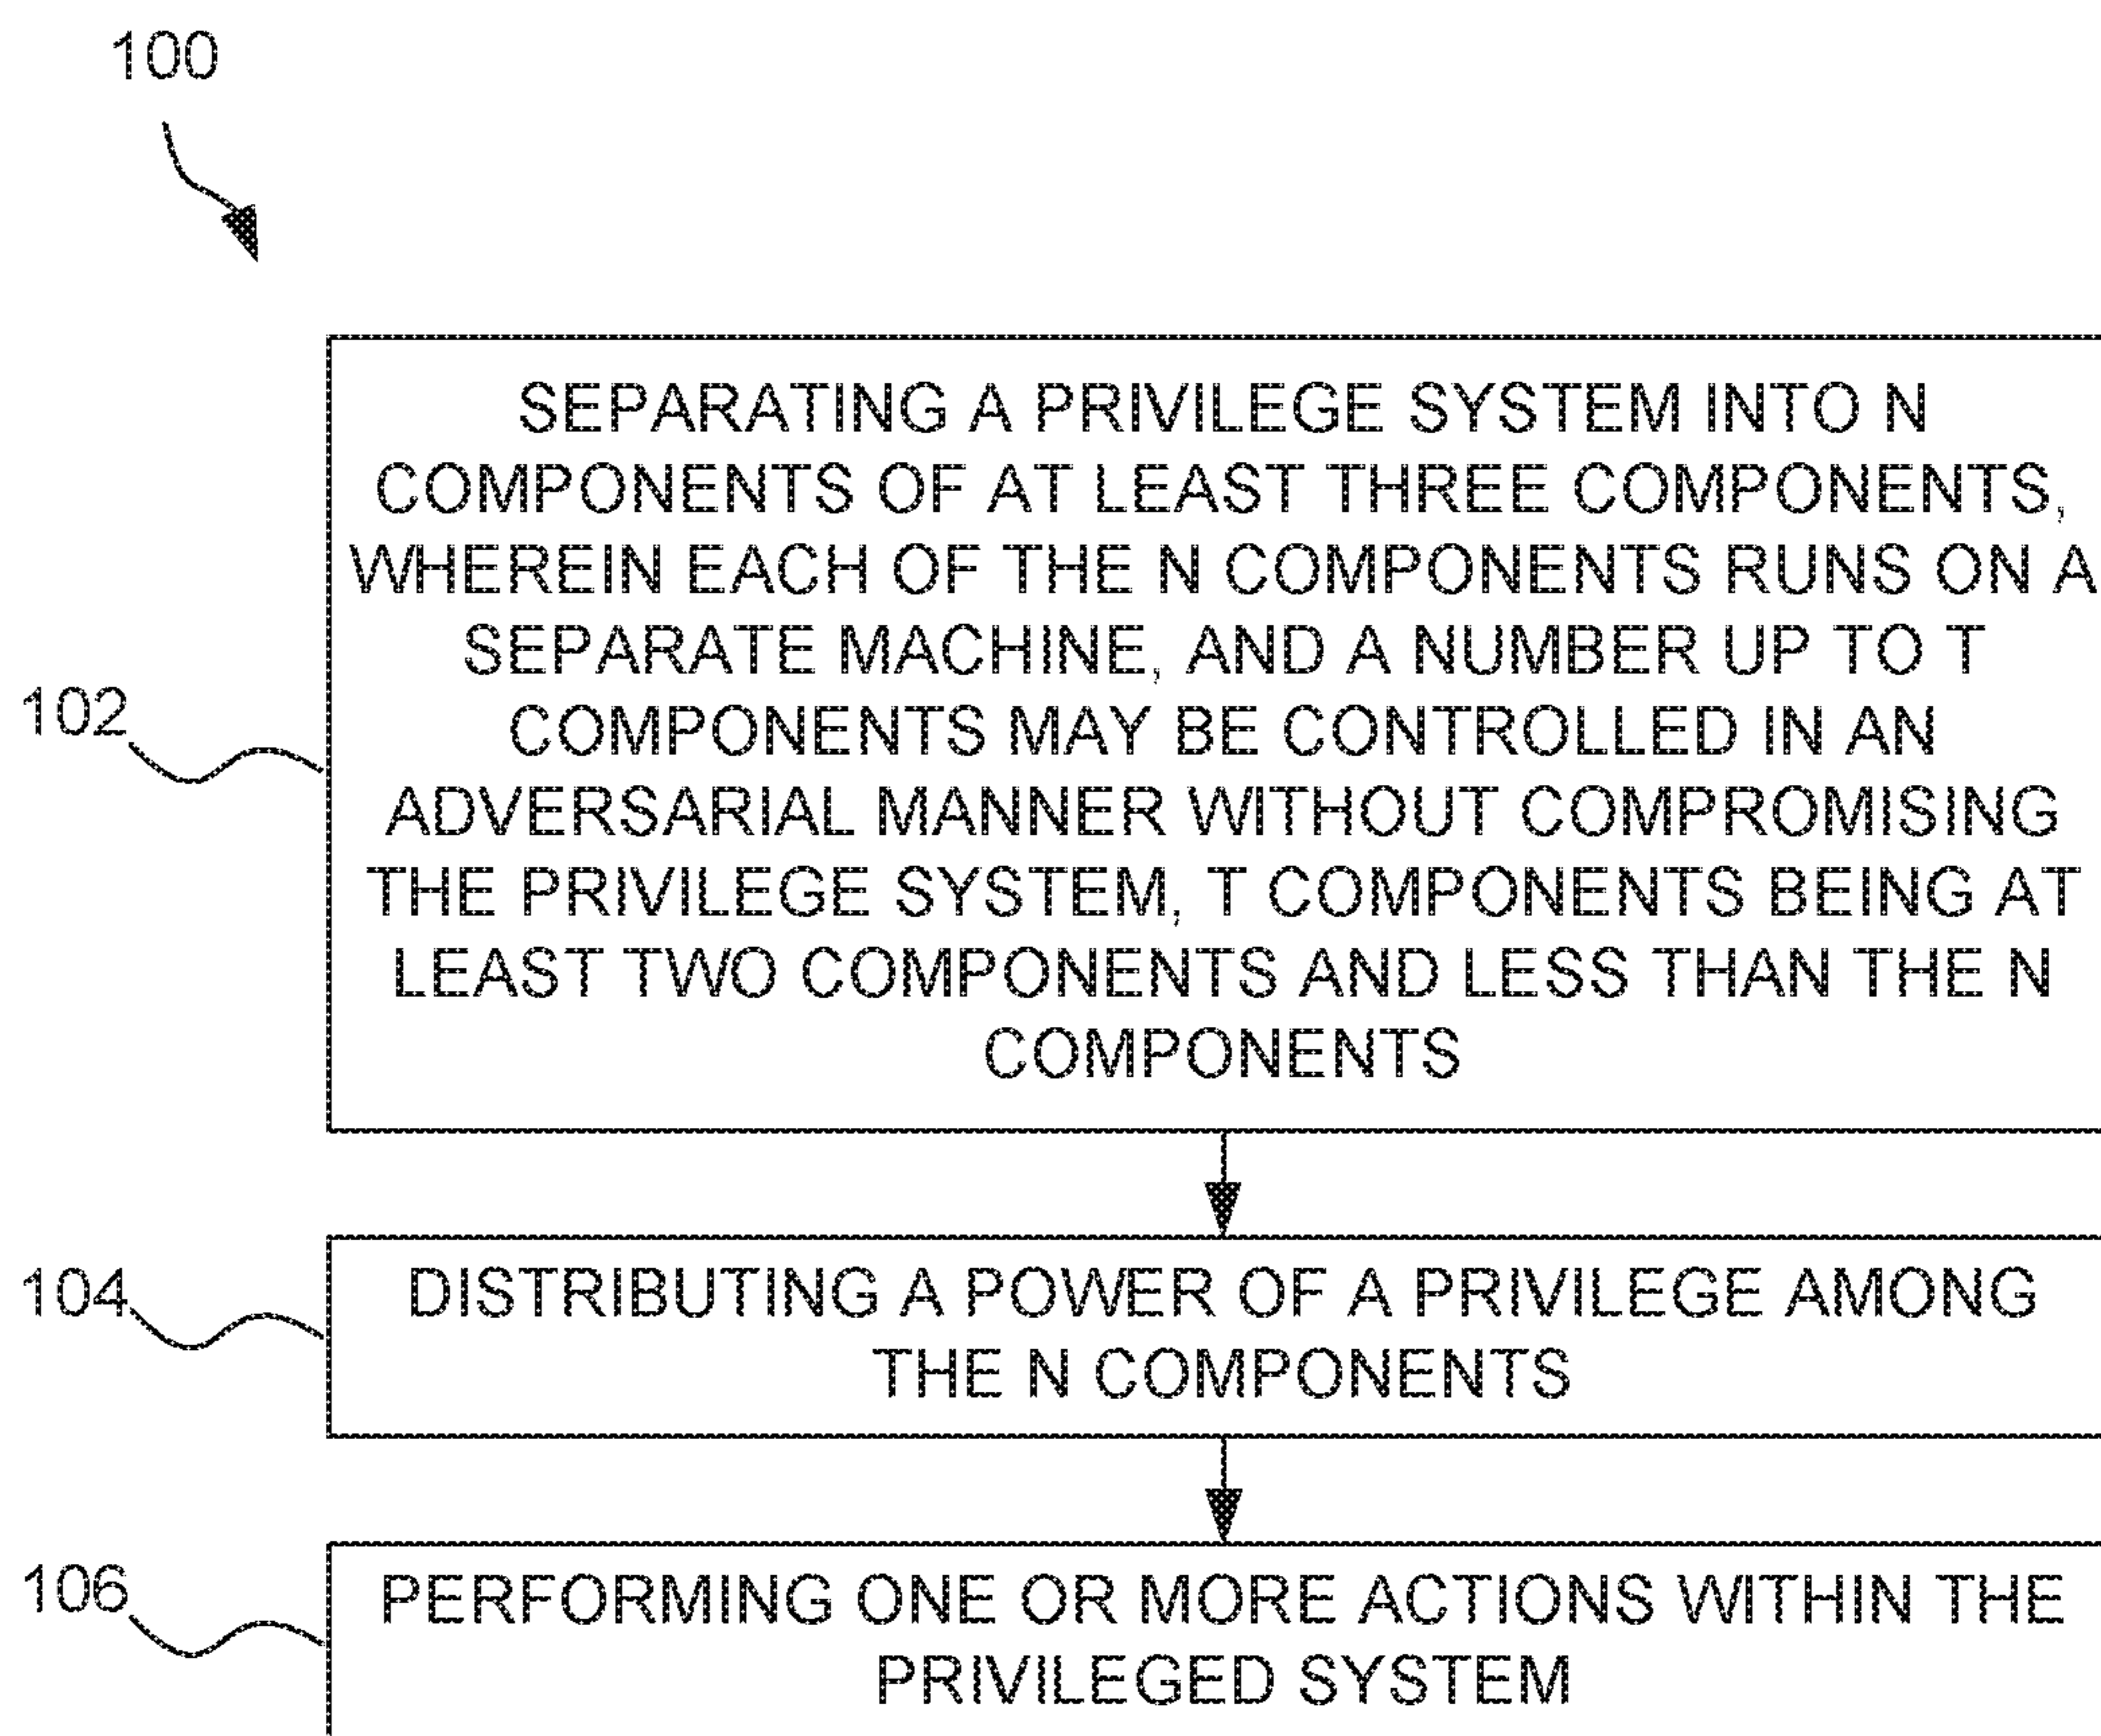 100
SEPARATING A PRIVILEGE SYSTEM INTO N
COMPONENTS OF AT LEAST THREE COMPONENTS,
WHEREIN EACH OF THE N COMPONENTS RUNS ON A
SEPARATE MACHINE, AND A NUMBER UP TO T
102
COMPONENTS MAY BE CONTROLLED IN AN
ADVERSARIAL MANNER WITHOUT COMPROMISING
THE PRIVILEGE SYSTEM, T COMPONENTS BEING AT
LEAST TWO COMPONENTS AND LESS THAN THE N
COMPONENTS
104
DISTRIBUTING A POWER OF A PRIVILEGE AMONG
THE N COMPONENTS
106
PERFORMING ONE OR MORE ACTIONS WITHIN THE
PRIVILEGED SYSTEM